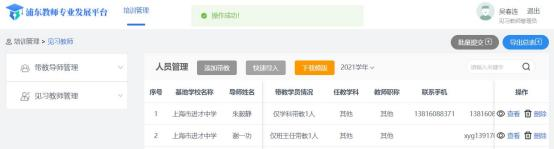 浦东教师专业发展平台 培训管理 操作成功! 吴春连 退出
见习教师管理员
培训管理 > 见习教师 批量提交 导出总表
带教导师管理
见习教师管理
人员管理 添加带教 快捷导入 下载模版 2021学年 请输入关键字
序号 基地学校名称 导师姓名 带教学员情况 任教学科 教师职称 联系手机 操作
1 上海市进才中学 仅学科带教1人 其他 其他 13816088371 1381608 查看 删除
2 上海市进才中学 谢一功 仅班主任带教1人 其他 其他 xyg13917 查看 删除